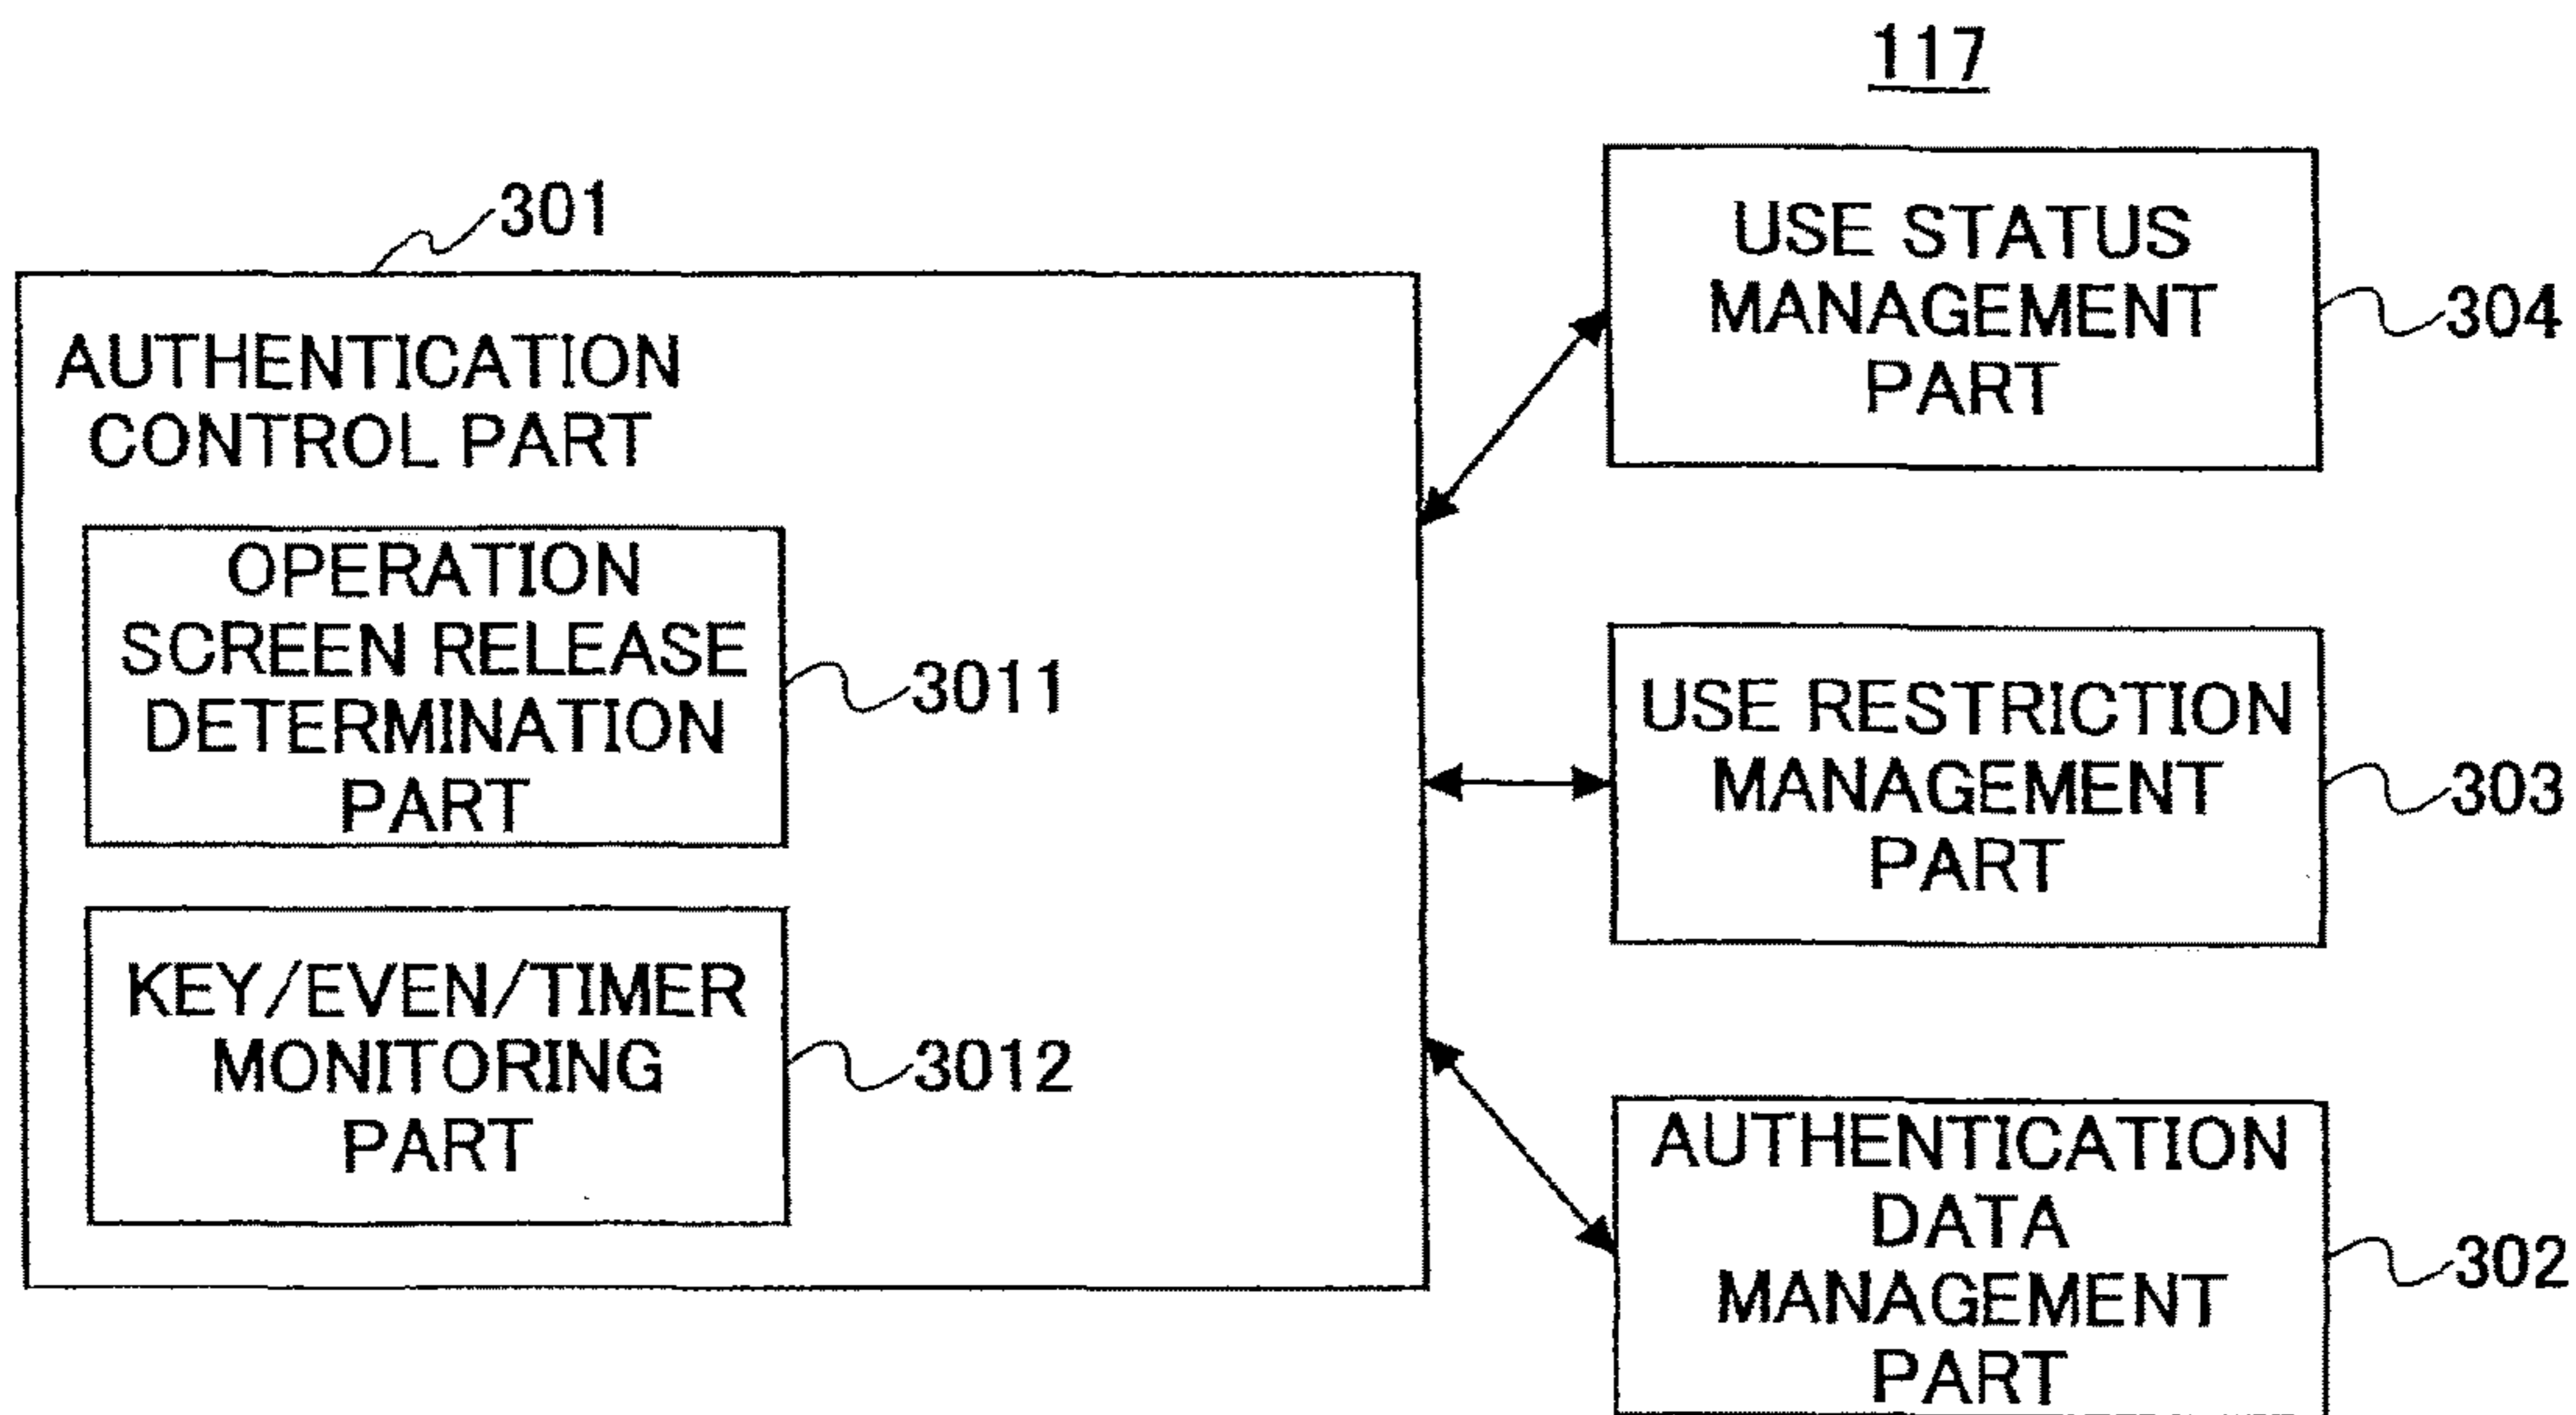 117
301
AUTHENTICATION
CONTROL PART
OPERATION
SCREEN RELEASE
DETERMINATION
PART
3011
KEY/EVEN/TIMER
MONITORING
PART
3012
USE STATUS
MANAGEMENT
PART
304
USE RESTRICTION
MANAGEMENT
PART
303
AUTHENTICATION
DATA
MANAGEMENT
PART
302